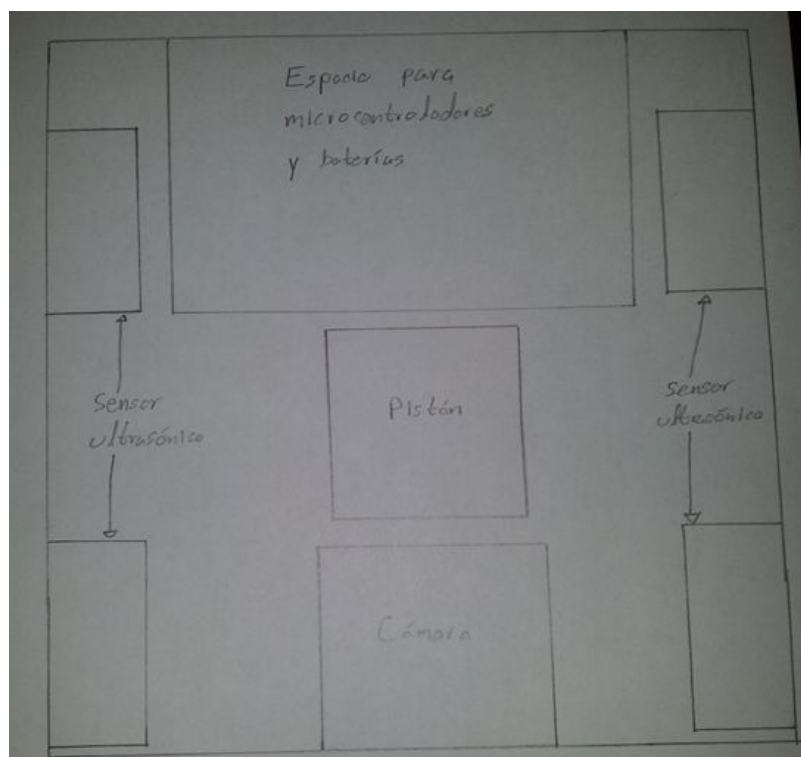 Espacio para
microcontroladores
y baterías
Sensor
ultrasónico
Pistón
Sensor
ultrasónico
Cámara